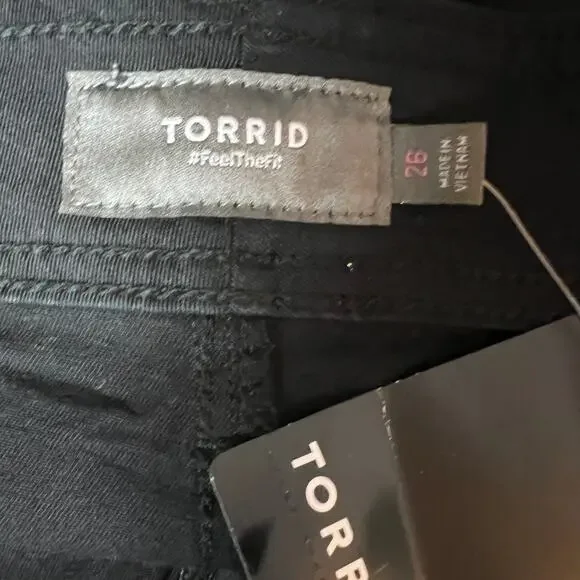 TORRID
#FeelTheFit
26
MADE IN
VIETNAM
TORR